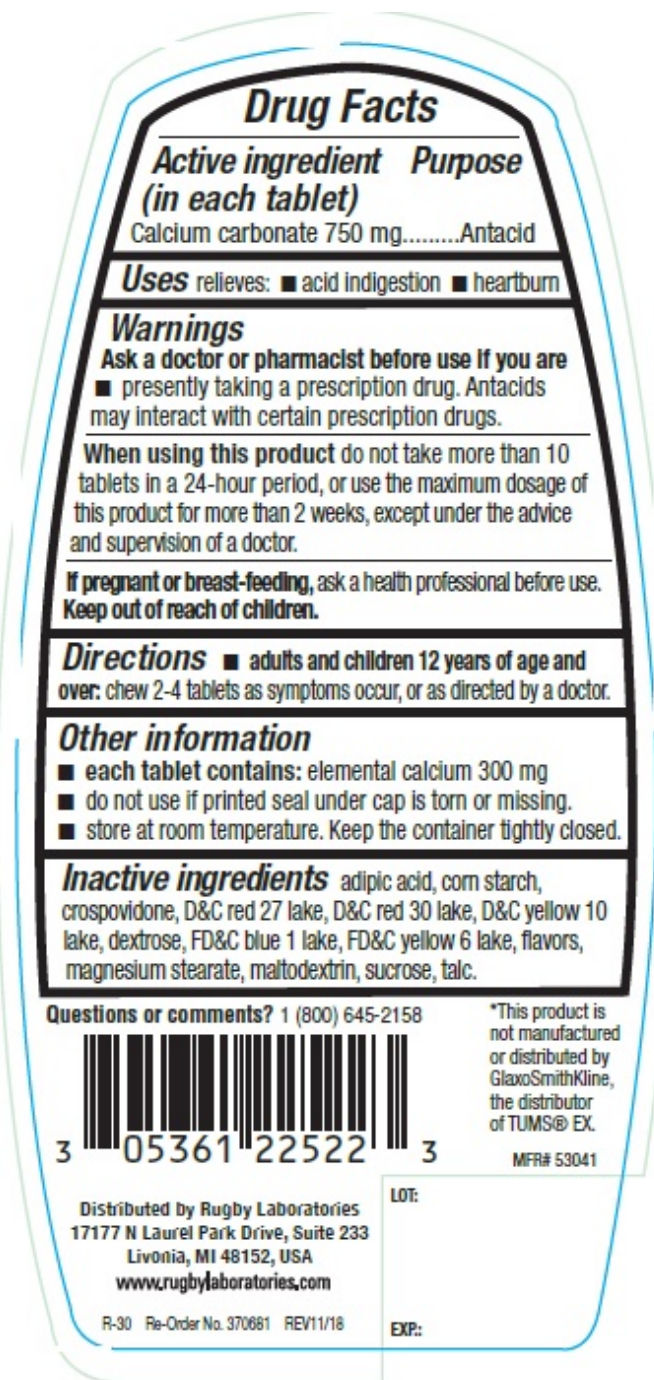 Drug Facts
Active ingredient Purpose
(in each tablet)
Calcium carbonate 750 mg.........Antacid
Uses relieves: ■ acid indigestion ■ heartburn
Warnings
Ask a doctor or pharmacist before use if you are
■ presently taking a prescription drug. Antacids
may interact with certain prescription drugs.
When using this product do not take more than 10
tablets in a 24-hour period, or use the maximum dosage of
this product for more than 2 weeks, except under the advice
and supervision of a doctor.
If pregnant or breast-feeding, ask a health professional before use.
Keep out of reach of children.
Directions ■ adults and children 12 years of age and
over: chew 2-4 tablets as symptoms occur, or as directed by a doctor.
Other information
■ each tablet contains: elemental calcium 300 mg
■ do not use if printed seal under cap is torn or missing.
■ store at room temperature. Keep the container tightly closed.
Inactive ingredients adipic acid, corn starch,
crospovidone, D&C red 27 lake, D&C red 30 lake, D&C yellow 10
lake, dextrose, FD&C blue 1 lake, FD&C yellow 6 lake, flavors,
magnesium stearate, maltodextrin, sucrose, talc.
Questions or comments? 1 (800) 645-2158
3 05361 22522 3
*This product is
not manufactured
or distributed by
GlaxoSmithKline,
the distributor
of TUMS® EX.
MFR# 53041
Distributed by Rugby Laboratories
17177 N Laurel Park Drive, Suite 233
Livonia, MI 48152, USA
www.rugbylaboratories.com
R-30 Re-Order No. 370681 REV11/18
LOT:
EXP.: